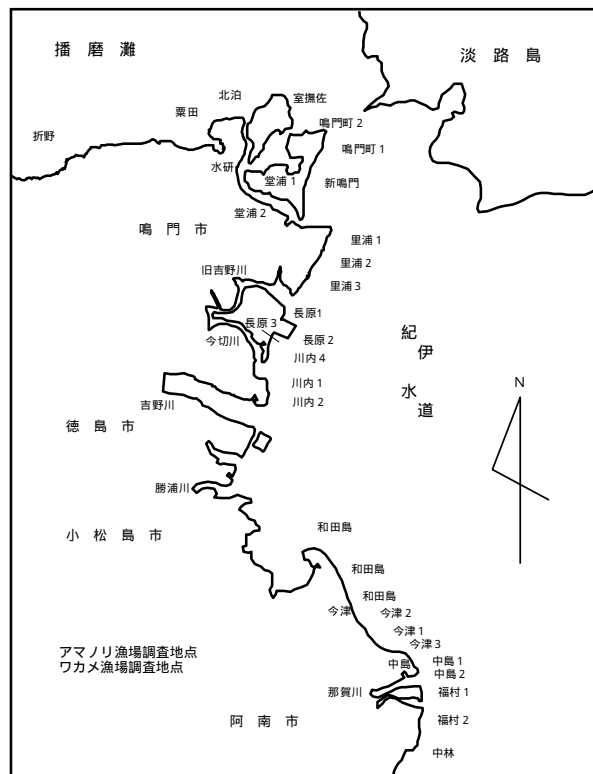 播磨灘
淡路島
北泊
室撫佐
粟田
鳴門町 2
折野
鳴門町 1
水研
堂浦 1
新鳴門
堂浦 2
鳴門市
里浦 1
里浦 2
旧吉野川
里浦 3
長原1
長原 3
紀伊水道
今切川
長原 2
川内 4
N
川内 1
吉野川
川内 2
徳島市
勝浦川
和田島
小松島市
和田島
和田島
今津
今津 2
今津 1
今津 3
アマノリ漁場調査地点
ワカメ漁場調査地点
中島
中島 1
中島 2
那賀川
福村 1
阿南市
福村 2
中林